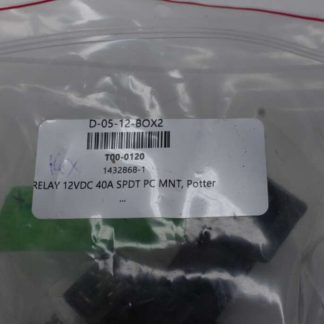 D-05-12-BOX2
T00-0120
1432868-1
RELAY 12VDC 40A SPDT PC MNT, Potter
...